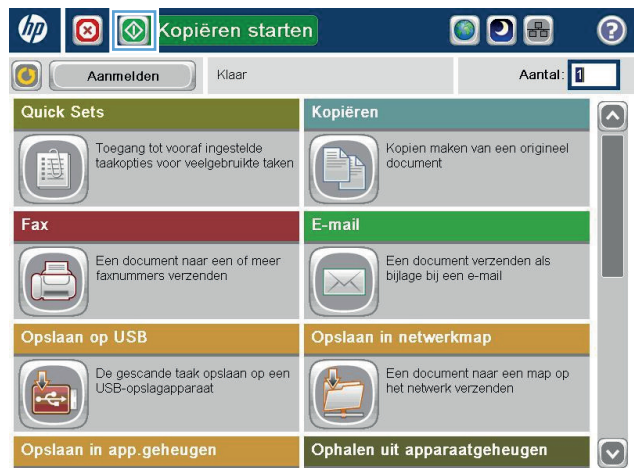 hp
Kopiëren starten
?
Aanmelden
Klaar
Aantal: 1
Quick Sets
Toegang tot vooraf ingestelde
taakopties voor veelgebruikte taken
Kopiëren
Kopien maken van een origineel
document
Fax
Een document naar een of meer
faxnummers verzenden
E-mail
Een document verzenden als
bijlage bij een e-mail
Opslaan op USB
De gescande taak opslaan op een
USB-opslagapparaat
Opslaan in netwerkmap
Een document naar een map op
het netwerk verzenden
Opslaan in app.geheugen
Ophalen uit apparaatgeheugen